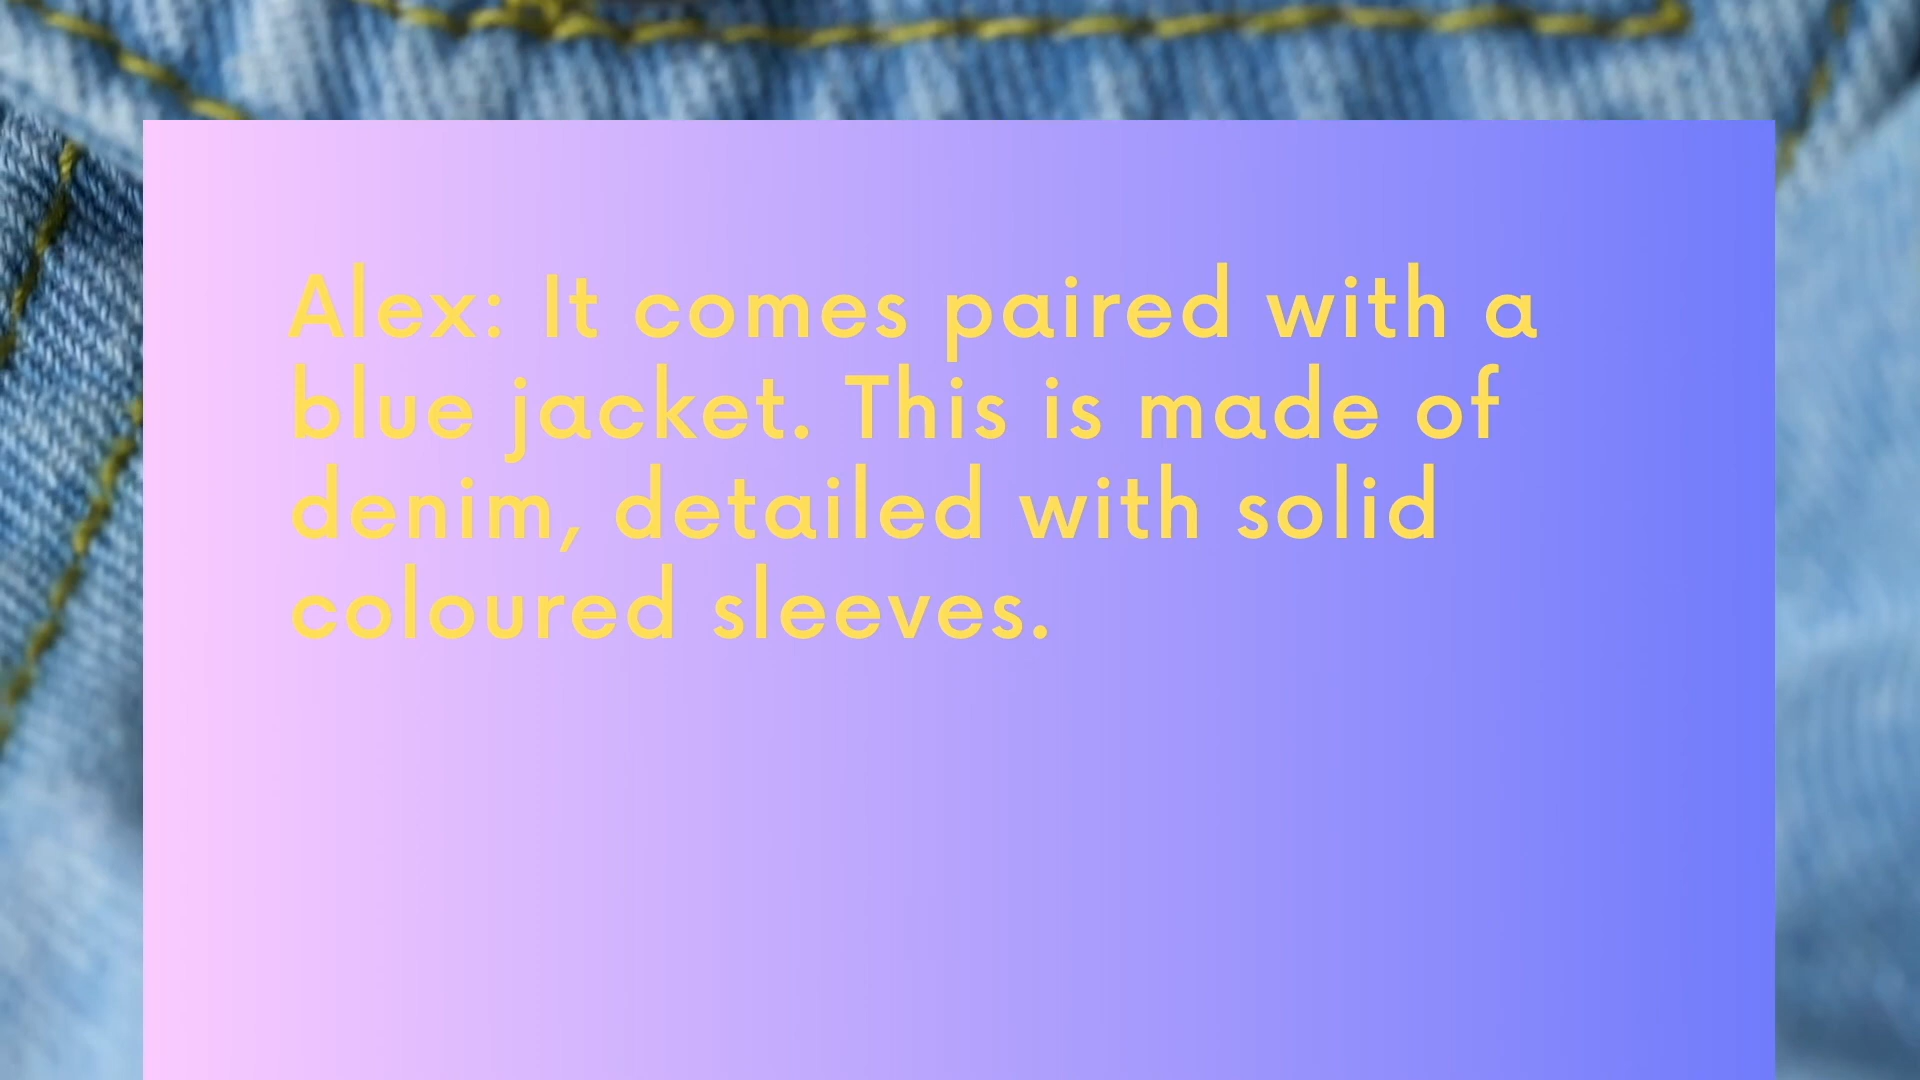 Alex: It comes paired with a
blue jacket. This is made of
denim, detailed with solid
coloured sleeves.